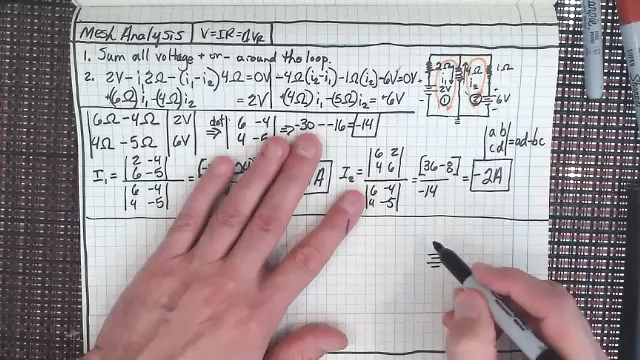 Mesh Analysis | V=IR=
1. Sum all voltage + or - around the loop.
2. 2V - i₁2Ω - (i₁-i₂)4Ω = 0V -4Ω(i₂-i₁) - 1Ω(i₂) - 6V = 0V
+(6Ω)i₁ - (4Ω)i₂ = 2V +(4Ω)i₁ - (5Ω)i₂ = +6V
2Ω 4Ω 1Ω
i₁ i₂
2V 6V
① ②
|6Ω -4Ω| 2V det |6 -4| ⇒ -30 - -16 = -14
|4Ω -5Ω| 6V ⇒ |4
|a b|
|c d| = ad-bc
I₁ = |2 -4|
|6 -5|
|6 -4|
|4 -5| = A
I₂ = |6 2|
|4 6|
|6 -4|
|4 -5| = [36-8]
-14 = -2A